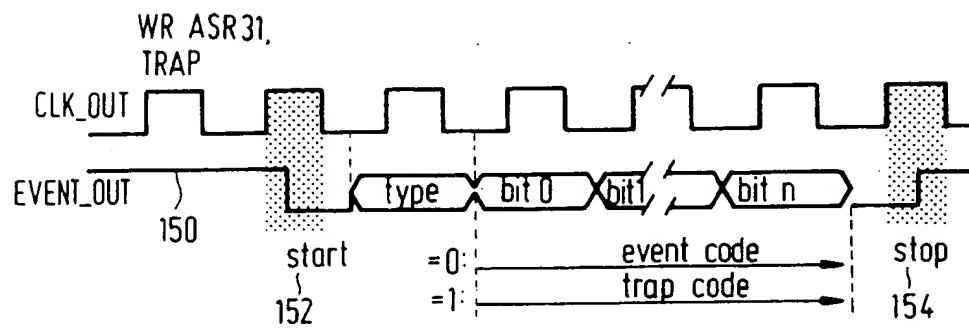 WR ASR31,
TRAP
CLK_OUT
EVENT_OUT
type bit 0 bit1 bit n
150
start stop
=0: event code
=1: trap code
152 154